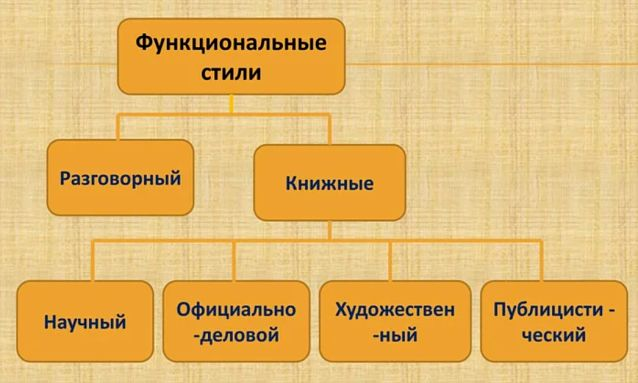 Функциональные
стили
Разговорный
Книжные
Научный
Официально
-деловой
Художествен
-ный
Публицисти -
ческий